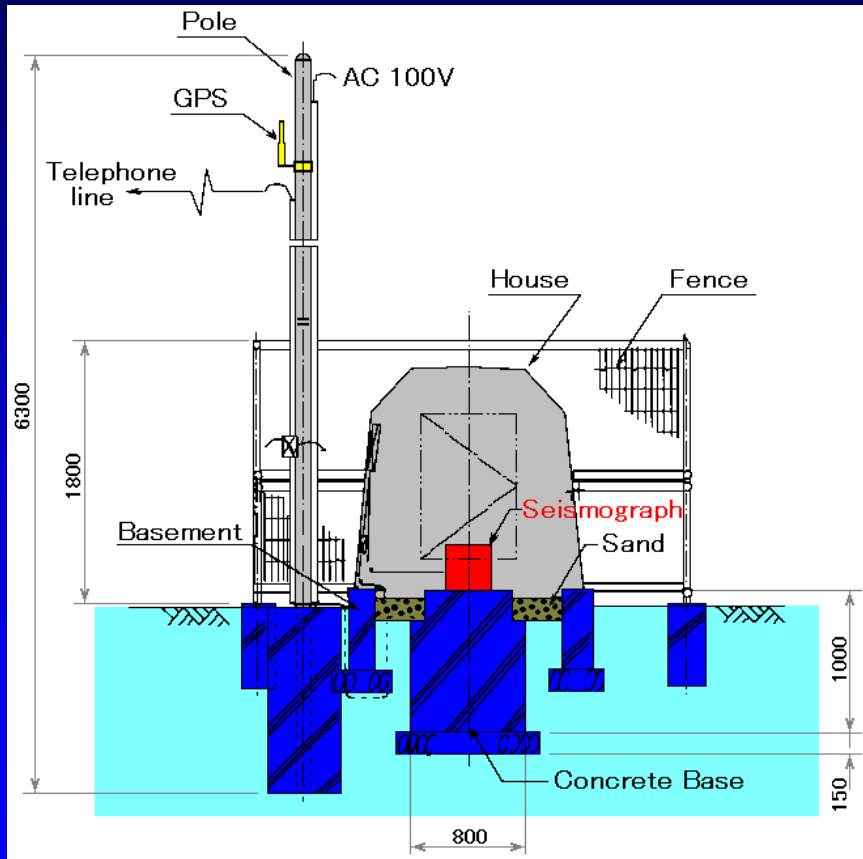 Pole
AC 100V
GPS
Telephone
line
House
Fence
6300
1800
Seismograph
Basement
Sand
1000
Concrete Base
150
800